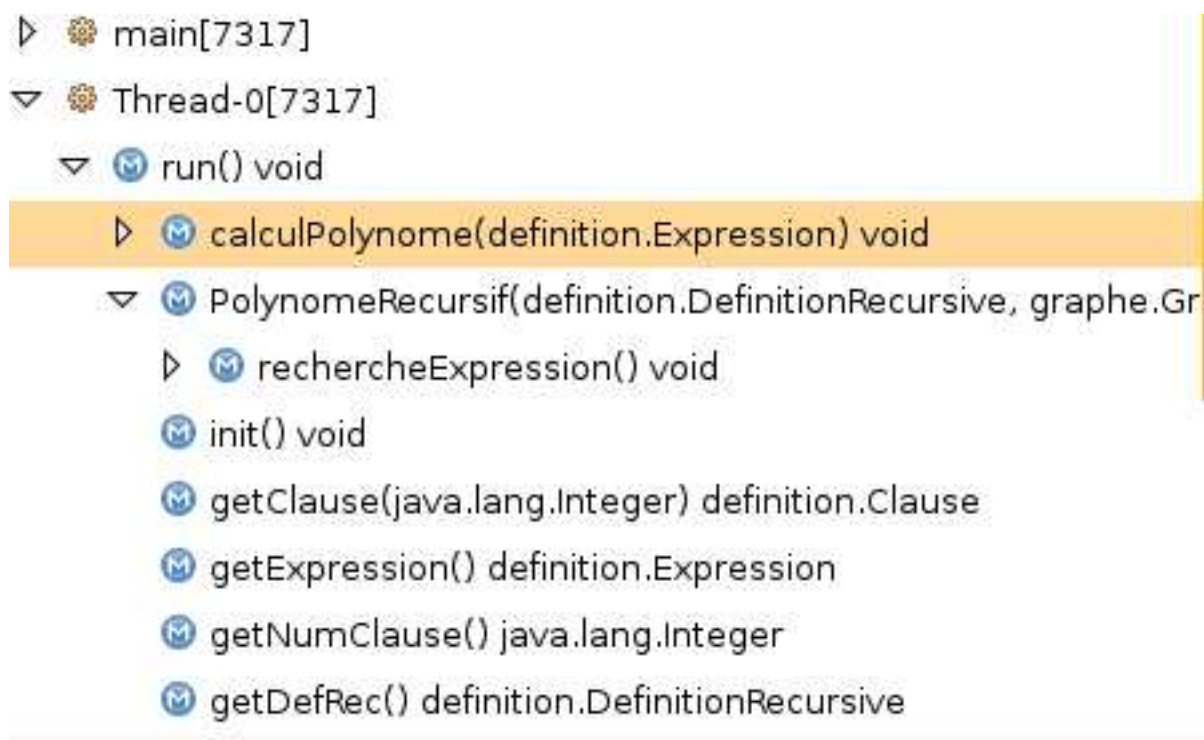 main[7317]
Thread-0[7317]
run() void
calculPolynome(definition.Expression) void
PolynomeRecursif(definition.DefinitionRecursive, graphe.Gr
rechercheExpression() void
init() void
getClause(java.lang.Integer) definition.Clause
getExpression() definition.Expression
getNumClause() java.lang.Integer
getDefRec() definition.DefinitionRecursive